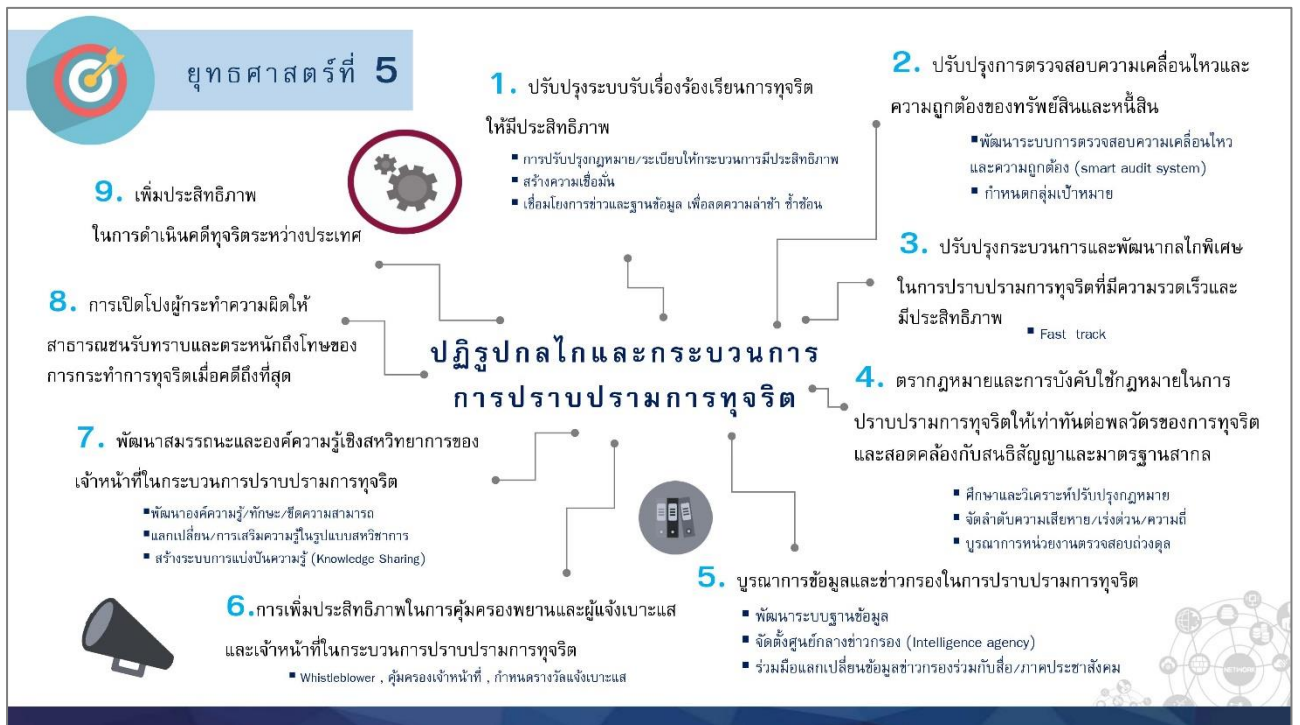 ยุทธศาสตร์ที่ 5
1. ปรับปรุงระบบรับเรื่องร้องเรียนการทุจริต
ให้มีประสิทธิภาพ
▪ การปรับปรุงกฎหมาย/ระเบียบให้กระบวนการมีประสิทธิภาพ
▪ สร้างความเชื่อมั่น
▪ เชื่อมโยงการข่าวและฐานข้อมูล เพื่อลดความล่าช้า ซ้ำซ้อน
2. ปรับปรุงการตรวจสอบความเคลื่อนไหวและ
ความถูกต้องของทรัพย์สินและหนี้สิน
▪พัฒนาระบบการตรวจสอบความเคลื่อนไหว
และความถูกต้อง (smart audit system)
▪ กำหนดกลุ่มเป้าหมาย
3. ปรับปรุงกระบวนการและพัฒนากลไกพิเศษ
ในการปราบปรามการทุจริตที่มีความรวดเร็วและ
มีประสิทธิภาพ
▪ Fast track
ปฏิรูปกลไกและกระบวนการ
การปราบปรามการทุจริต
4. ตรากฎหมายและการบังคับใช้กฎหมายในการ
ปราบปรามการทุจริตให้เท่าทันต่อพลวัตรของการทุจริต
และสอดคล้องกับสนธิสัญญาและมาตรฐานสากล
▪ ศึกษาและวิเคราะห์ปรับปรุงกฎหมาย
▪ จัดลำดับความเสียหาย/เร่งด่วน/ความถี่
▪ บูรณาการหน่วยงานตรวจสอบถ่วงดุล
5. บูรณาการข้อมูลและข่าวกรองในการปราบปรามการทุจริต
▪ พัฒนาระบบฐานข้อมูล
▪ จัดตั้งศูนย์กลางข่าวกรอง (Intelligence agency)
▪ ร่วมมือแลกเปลี่ยนข้อมูลข่าวกรองร่วมกับสื่อ/ภาคประชาสังคม
6.การเพิ่มประสิทธิภาพในการคุ้มครองพยานและผู้แจ้งเบาะแส
และเจ้าหน้าที่ในกระบวนการปราบปรามการทุจริต
▪ Whistleblower , คุ้มครองเจ้าหน้าที่ , กำหนดรางวัลแจ้งเบาะแส
7. พัฒนาสมรรถนะและองค์ความรู้เชิงสหวิทยาการของ
เจ้าหน้าที่ในกระบวนการปราบปรามการทุจริต
▪พัฒนาองค์ความรู้/ทักษะ/ขีดความสามารถ
▪แลกเปลี่ยน/การเสริมความรู้ในรูปแบบสหวิชาการ
▪ สร้างระบบการแบ่งปันความรู้ (Knowledge Sharing)
8. การเปิดโปงผู้กระทำความผิดให้
สาธารณชนรับทราบและตระหนักถึงโทษของ
การกระทำการทุจริตเมื่อคดีถึงที่สุด
9. เพิ่มประสิทธิภาพ
ในการดำเนินคดีทุจริตระหว่างประเทศ
NETWORK